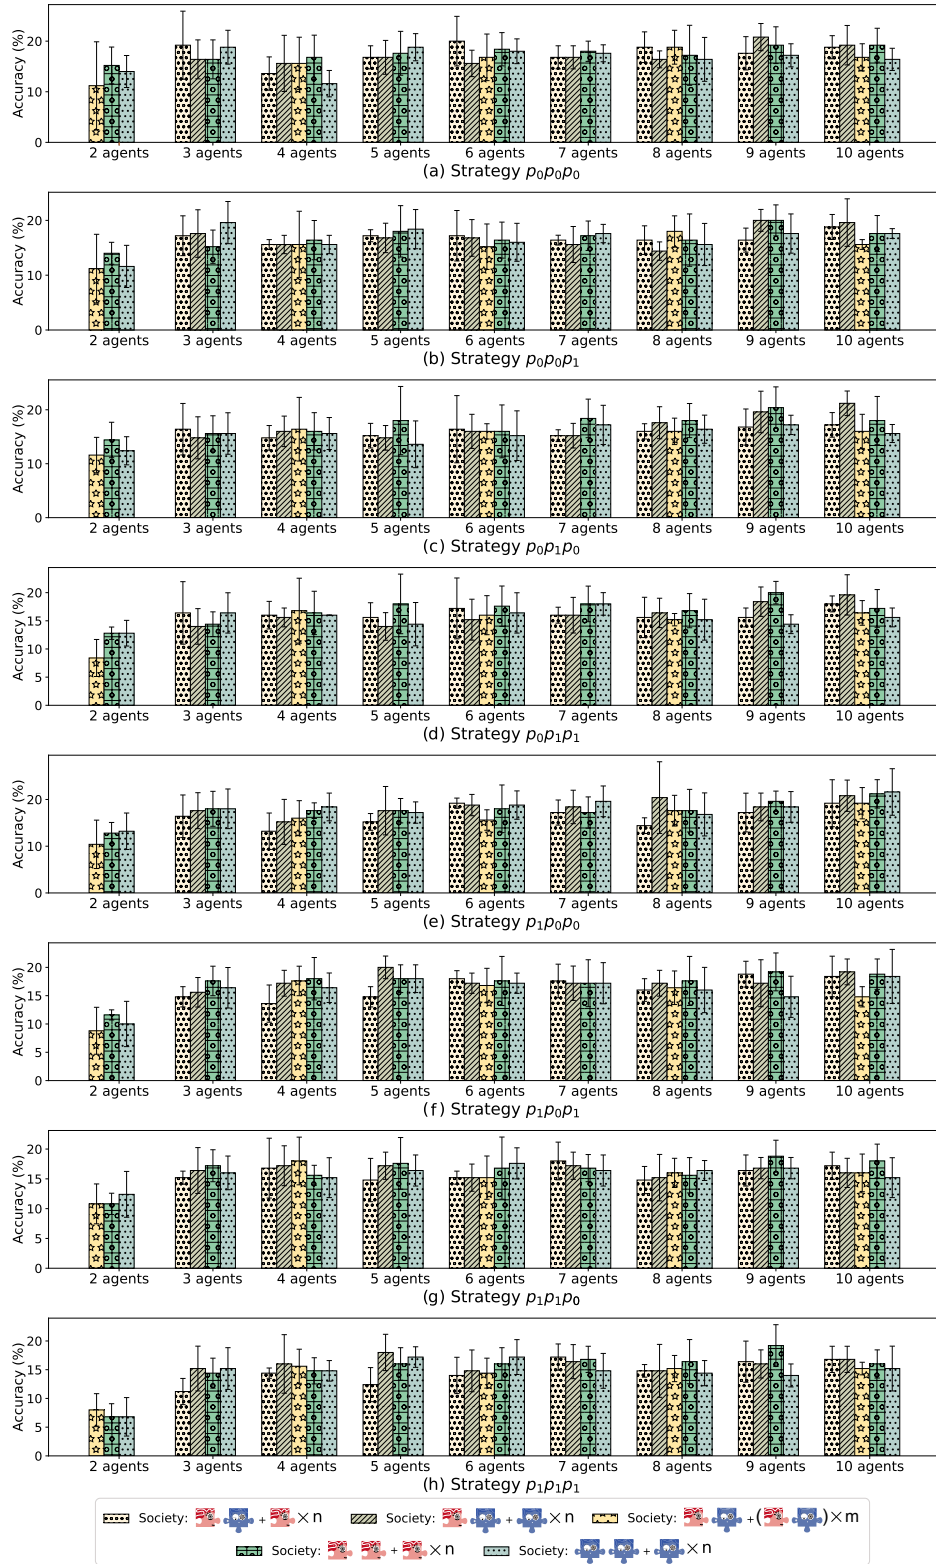 Accuracy (%)
20
10
0
2 agents 3 agents 4 agents 5 agents 6 agents 7 agents 8 agents 9 agents 10 agents
(a) Strategy p₀p₀p₀
Accuracy (%)
20
10
0
2 agents 3 agents 4 agents 5 agents 6 agents 7 agents 8 agents 9 agents 10 agents
(b) Strategy p₀p₀p₁
Accuracy (%)
20
10
0
2 agents 3 agents 4 agents 5 agents 6 agents 7 agents 8 agents 9 agents 10 agents
(c) Strategy p₀p₁p₀
Accuracy (%)
20
15
10
5
0
2 agents 3 agents 4 agents 5 agents 6 agents 7 agents 8 agents 9 agents 10 agents
(d) Strategy p₀p₁p₁
Accuracy (%)
20
10
0
2 agents 3 agents 4 agents 5 agents 6 agents 7 agents 8 agents 9 agents 10 agents
(e) Strategy p₁p₀p₀
Accuracy (%)
20
15
10
5
0
2 agents 3 agents 4 agents 5 agents 6 agents 7 agents 8 agents 9 agents 10 agents
(f) Strategy p₁p₀p₁
Accuracy (%)
20
15
10
5
0
2 agents 3 agents 4 agents 5 agents 6 agents 7 agents 8 agents 9 agents 10 agents
(g) Strategy p₁p₁p₀
Accuracy (%)
20
15
10
5
0
2 agents 3 agents 4 agents 5 agents 6 agents 7 agents 8 agents 9 agents 10 agents
(h) Strategy p₁p₁p₁
Society: + ×n Society: + ×n Society: +( )×m
Society: + ×n Society: + ×n